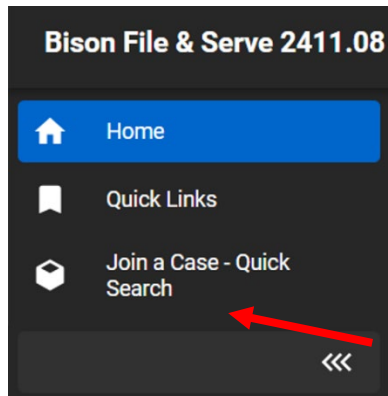 Bison File & Serve 2411.08
Home
Quick Links
Join a Case - Quick
Search